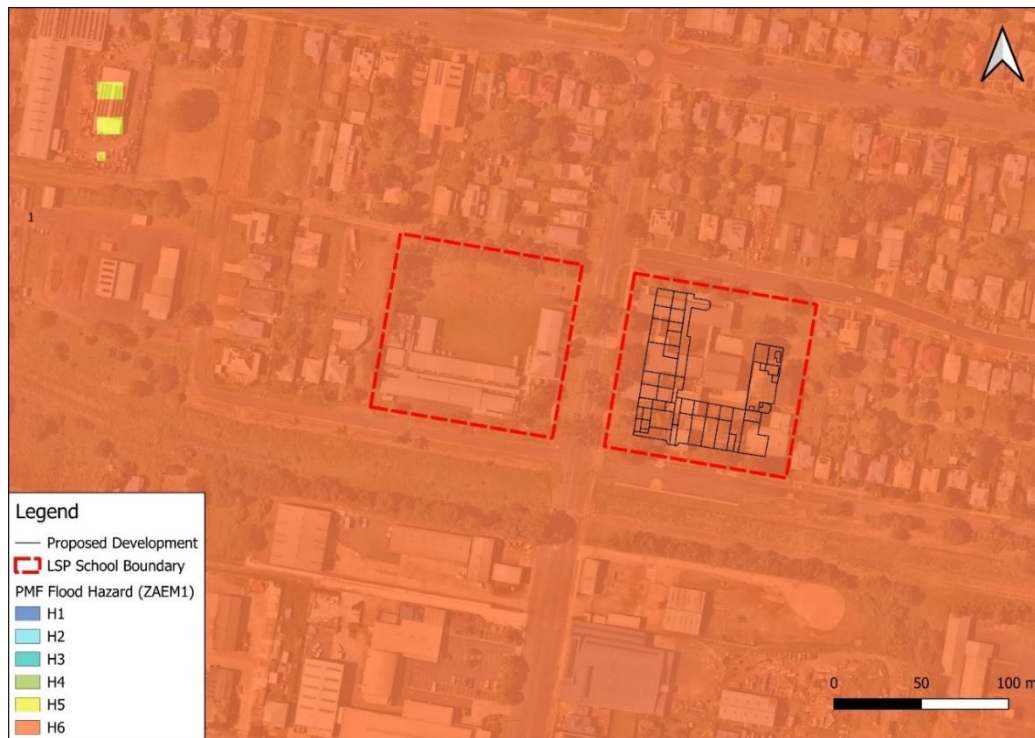 1
Legend
Proposed Development
LSP School Boundary
PMF Flood Hazard (ZAEM1)
H1
H2
H3
H4
H5
H6
0 50 100 m